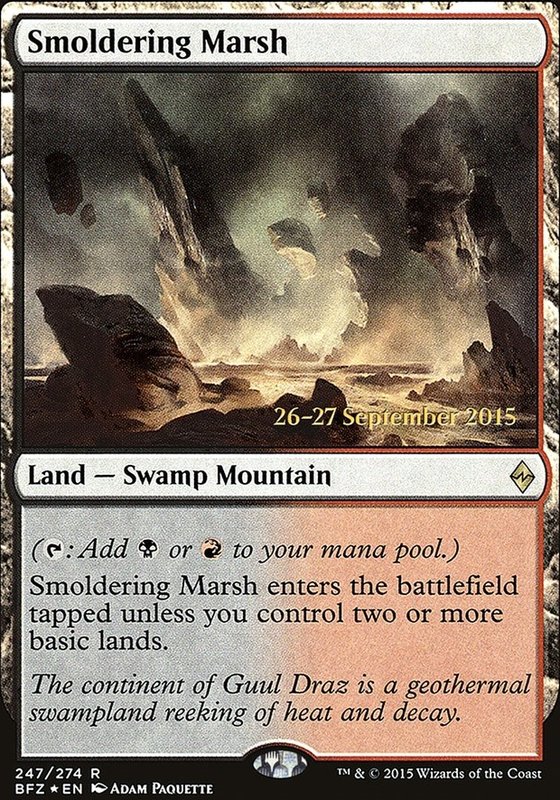 Smoldering Marsh
26-27 September 2015
Land — Swamp Mountain
(: Add or to your mana pool.)
Smoldering Marsh enters the battlefield
tapped unless you control two or more
basic lands.
The continent of Guul Draz is a geothermal
swampland reeking of heat and decay.
247/274 R
BFZ ★ EN Adam Paquette
™ & © 2015 Wizards of the Coast